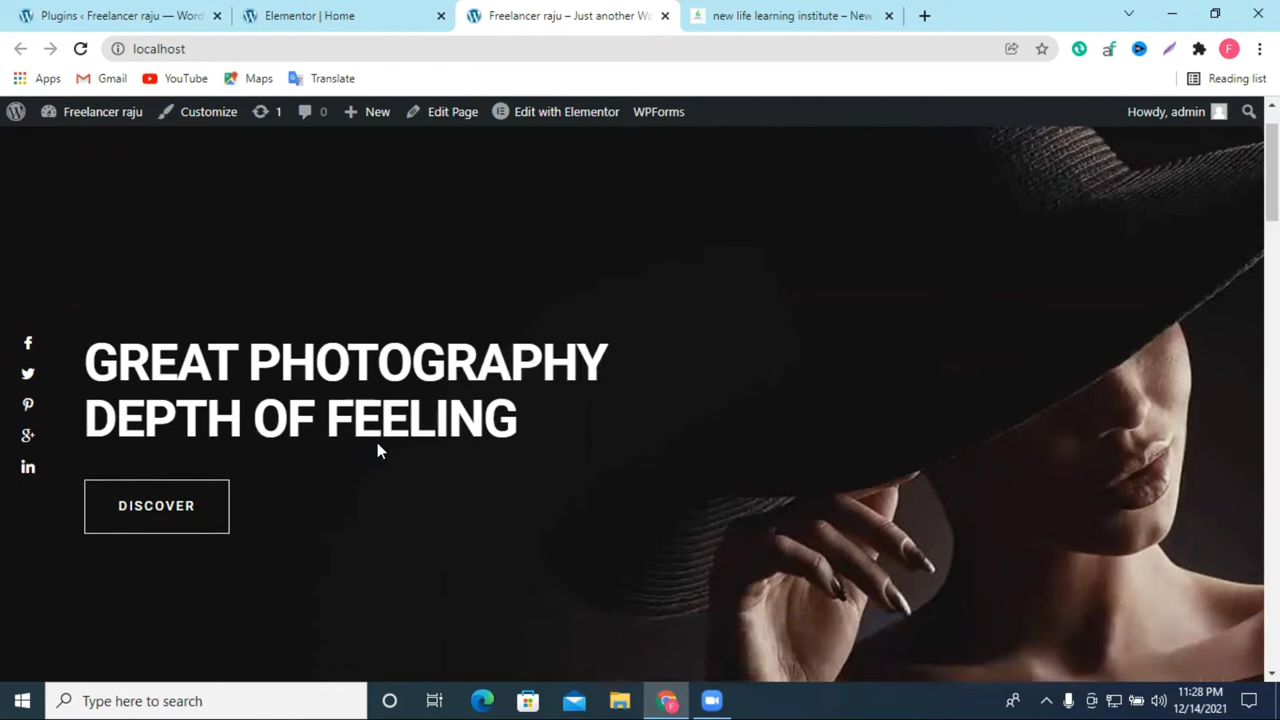 Plugins ‹ Freelancer raju — Word
Elementor | Home
Freelancer raju – Just another Wo
new life learning institute – New
localhost
F
Apps
Gmail
YouTube
Maps
Translate
Reading list
Freelancer raju
Customize
1
0
New
Edit Page
Edit with Elementor
WPForms
Howdy, admin
GREAT PHOTOGRAPHY
DEPTH OF FEELING
DISCOVER
Type here to search
11:28 PM
12/14/2021